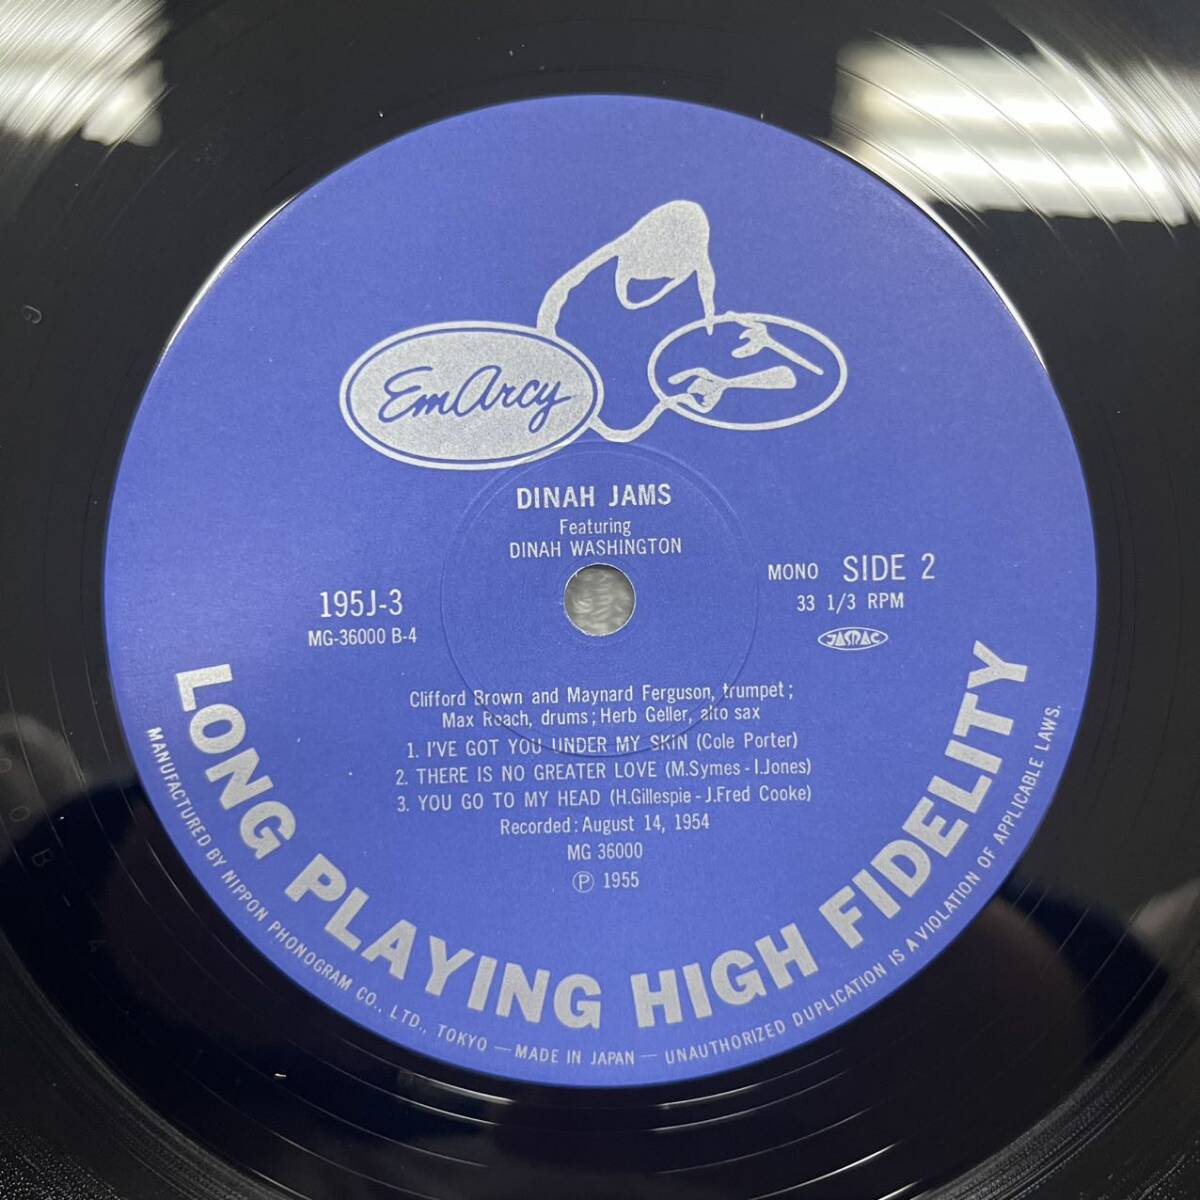 EmArcy
DINAH JAMS
Featuring
DINAH WASHINGTON
195J-3
MG-36000 B-4
MONO SIDE 2
33 1/3 RPM
JASRAC
Clifford Brown and Maynard Ferguson, trumpet;
Max Roach, drums; Herb Geller, alto sax
1. I'VE GOT YOU UNDER MY SKiN (Cole Porter)
2. THERE IS NO GREATER LOVE (M.Symes-I.Jones)
3. YOU GO TO MY HEAD (H.Gillespie-J.Fred Cooke)
Recorded: August 14, 1954
MG 36000
Ⓟ 1955
LONG PLAYING HIGH FIDELITY
MANUFACTURED BY NIPPON PHONOGRAM CO., LTD., TOKYO — MADE IN JAPAN — UNAUTHORIZED DUPLICATION IS A VIOLATION OF APPLICABLE LAWS.